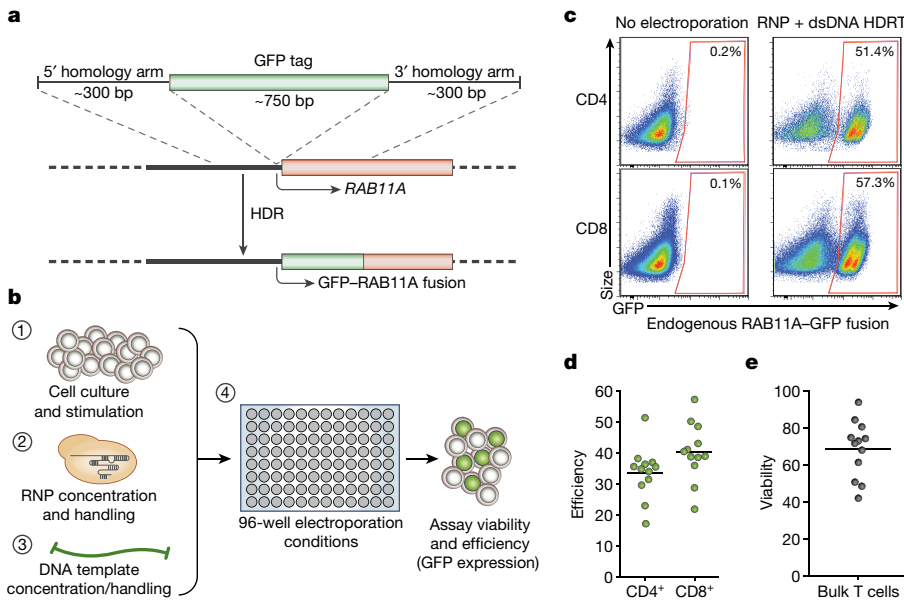 a
GFP tag
5′ homology arm
3′ homology arm
~300 bp
~750 bp
~300 bp
RAB11A
HDR
GFP–RAB11A fusion
b
1
Cell culture
and stimulation
2
RNP concentration
and handling
3
DNA template
concentration/handling
4
96-well electroporation
conditions
Assay viability
and efficiency
(GFP expression)
c
No electroporation
RNP + dsDNA HDRT
CD4
0.2%
51.4%
CD8
0.1%
57.3%
Size
GFP
Endogenous RAB11A–GFP fusion
d
Efficiency
60
50
40
30
20
10
0
CD4+
CD8+
e
Viability
100
80
60
40
20
0
Bulk T cells